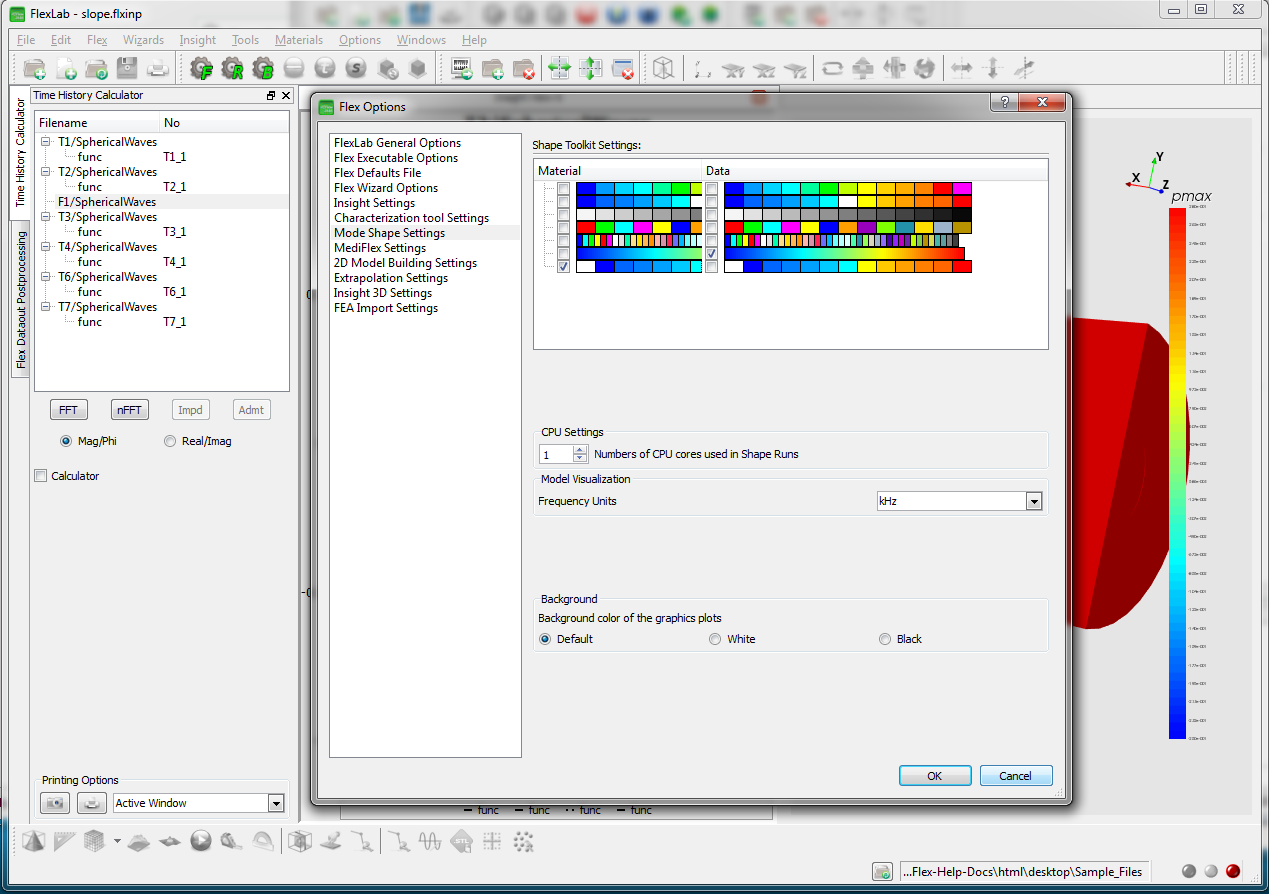 FlexLab - slope.flxinp
File Edit Flex Wizards Insight Tools Materials Options Windows Help
Time History Calculator
Time History Calculator
Flex Dataout Postprocessing
Filename No
T1/SphericalWaves
func T1_1
T2/SphericalWaves
func T2_1
F1/SphericalWaves
T3/SphericalWaves
func T3_1
T4/SphericalWaves
func T4_1
T6/SphericalWaves
func T6_1
T7/SphericalWaves
func T7_1
FFT nFFT Impd Admt
Mag/Phi Real/Imag
Calculator
Printing Options
Active Window
Flex Options
FlexLab General Options
Flex Executable Options
Flex Defaults File
Flex Wizard Options
Insight Settings
Characterization tool Settings
Mode Shape Settings
MediFlex Settings
2D Model Building Settings
Extrapolation Settings
Insight 3D Settings
FEA Import Settings
Shape Toolkit Settings:
Material Data
CPU Settings
1 Numbers of CPU cores used in Shape Runs
Model Visualization
Frequency Units kHz
Background
Background color of the graphics plots
Default White Black
OK Cancel
Y
X
Z
pmax
func func func func
...Flex-Help-Docs\html\desktop\Sample_Files